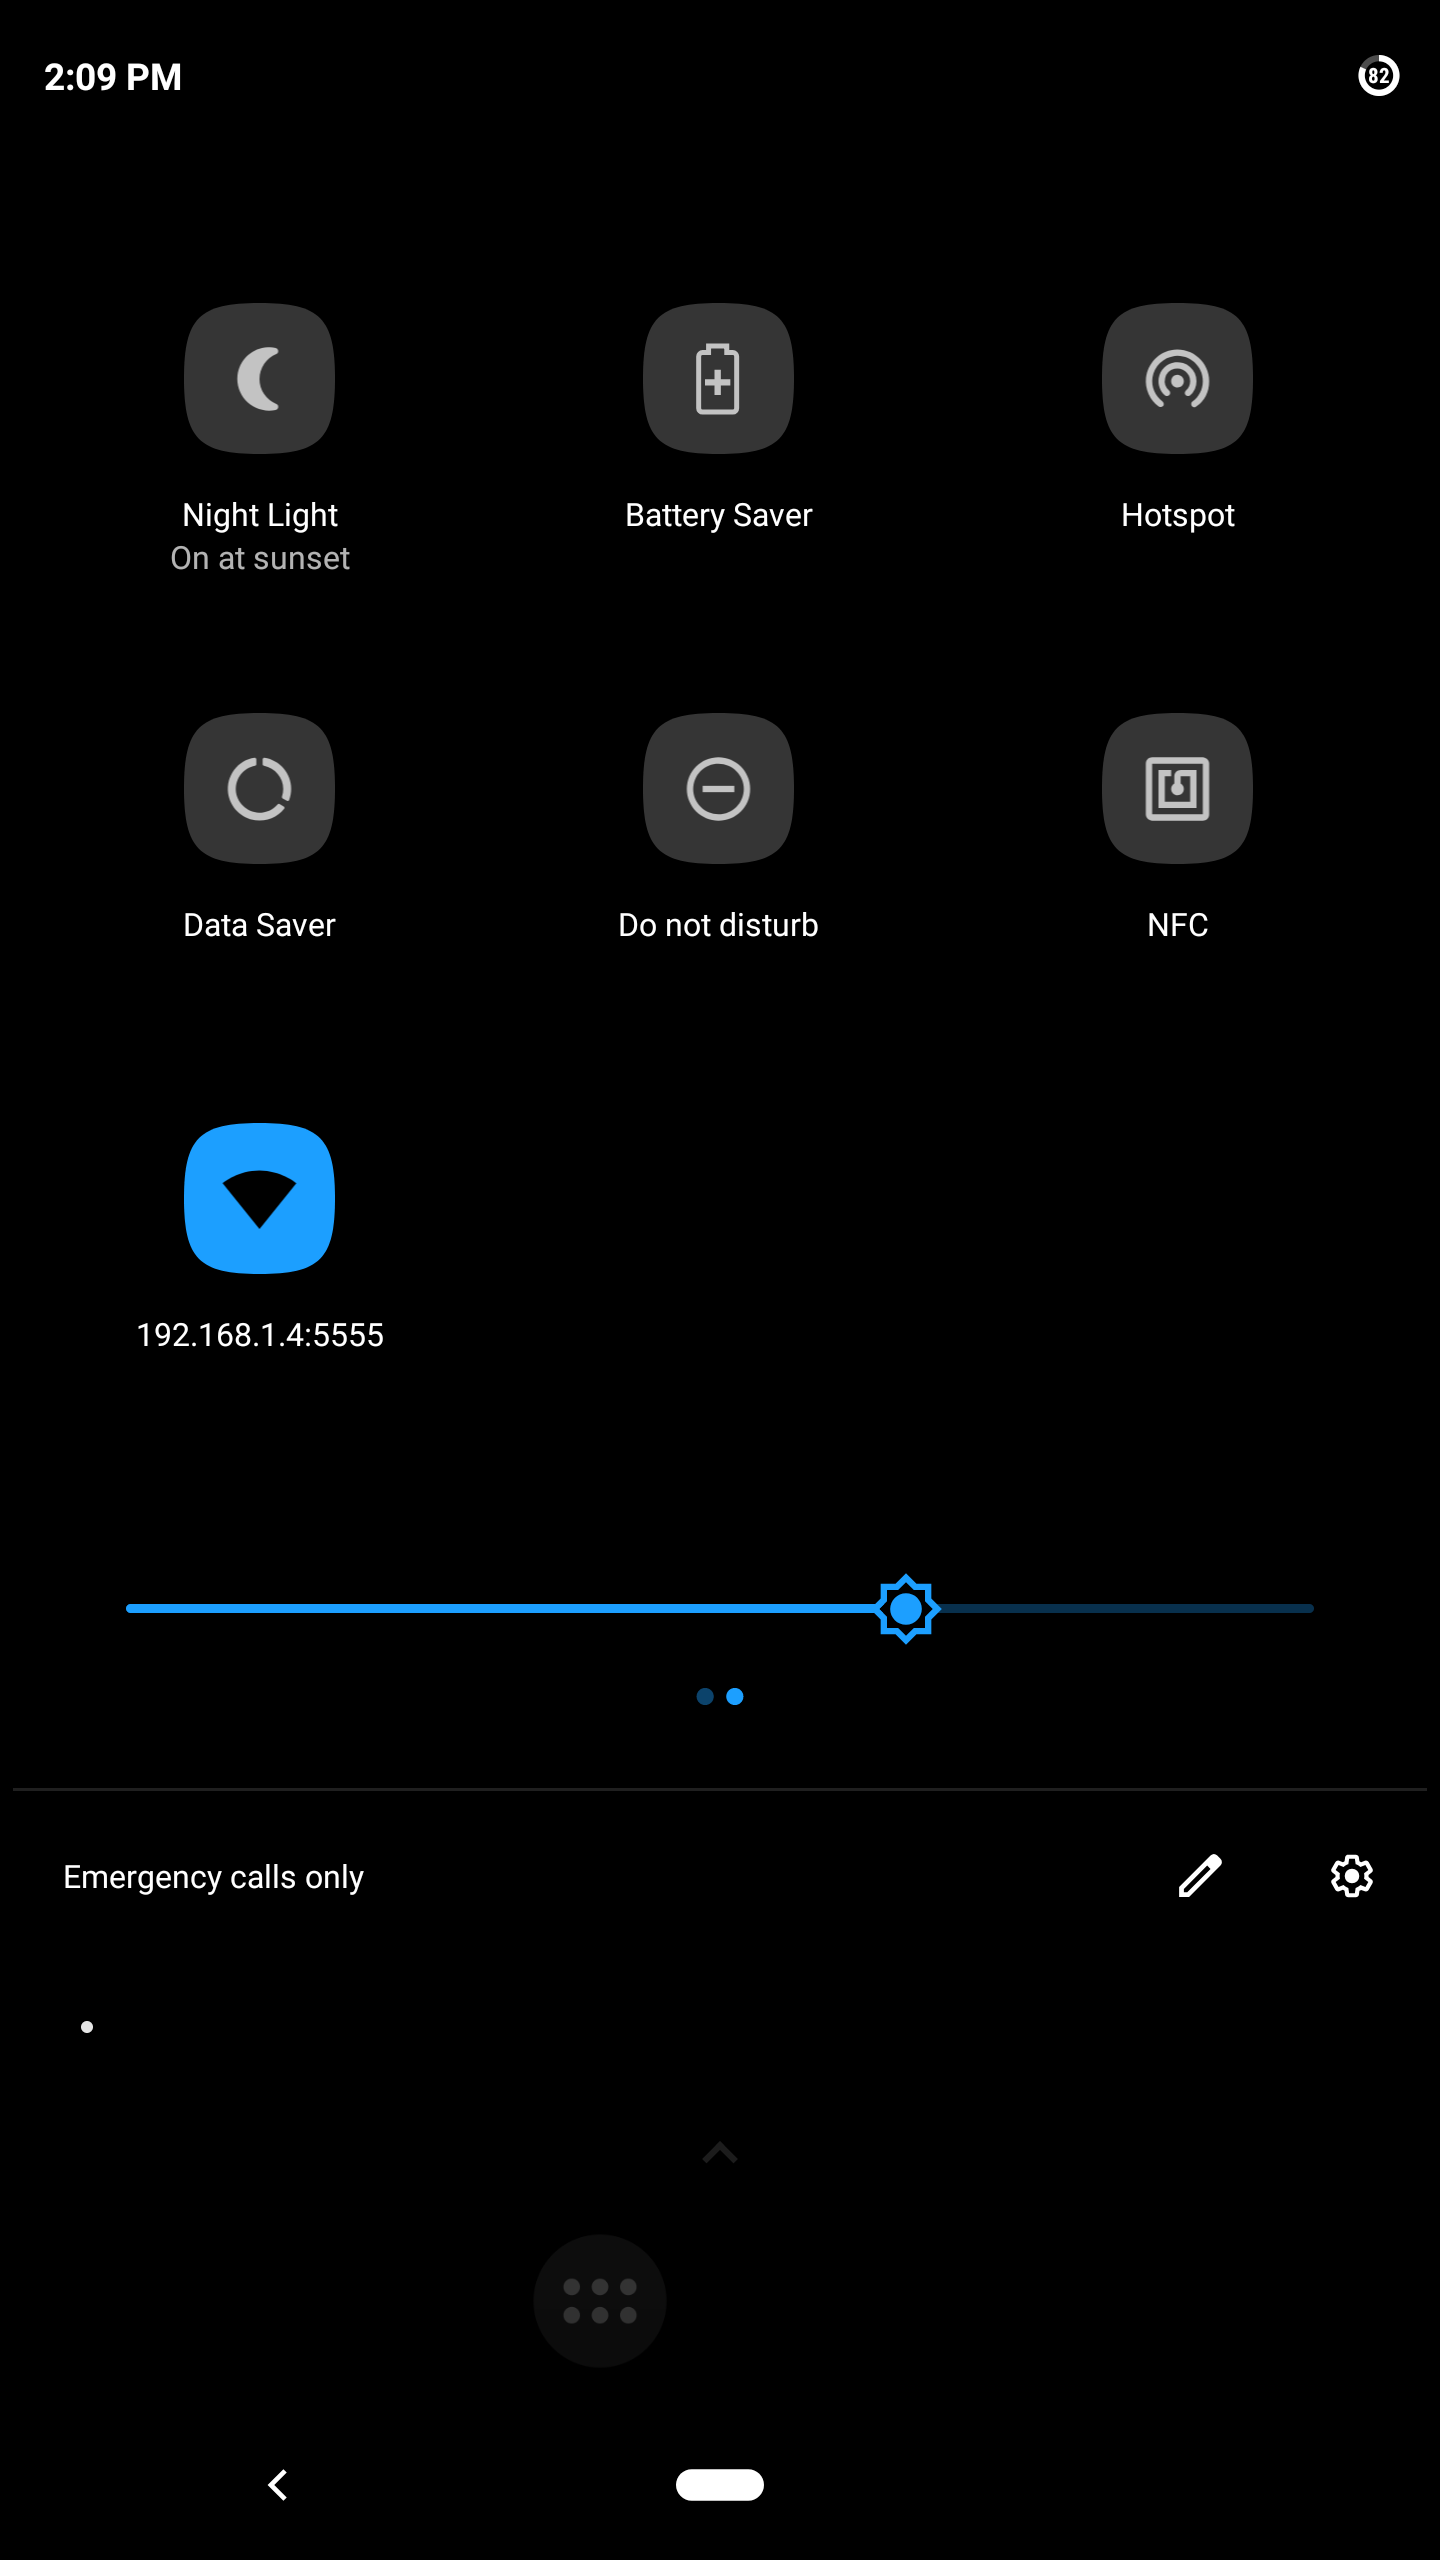 2:09 PM
82
Night Light
On at sunset
Battery Saver
Hotspot
Data Saver
Do not disturb
NFC
192.168.1.4:5555
Emergency calls only